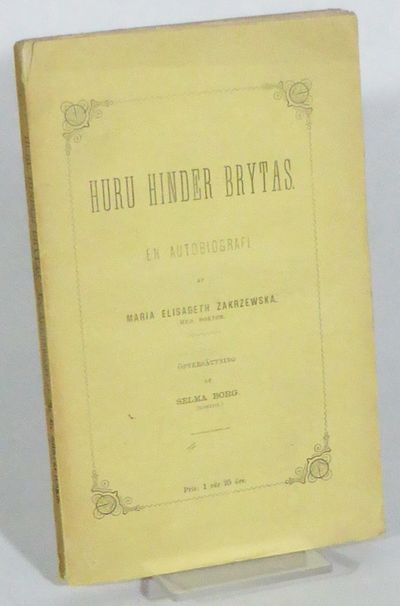 HURU HINDER BRYTAS.
EN AUTOBIOGRAFI
AF
MARIA ELISABETH ZAKRZEWSKA.
MED. DOKTOR.
ÖFVERSÄTTNING
AF
SELMA BORG.
Pris: 1 rdr 25 öre.